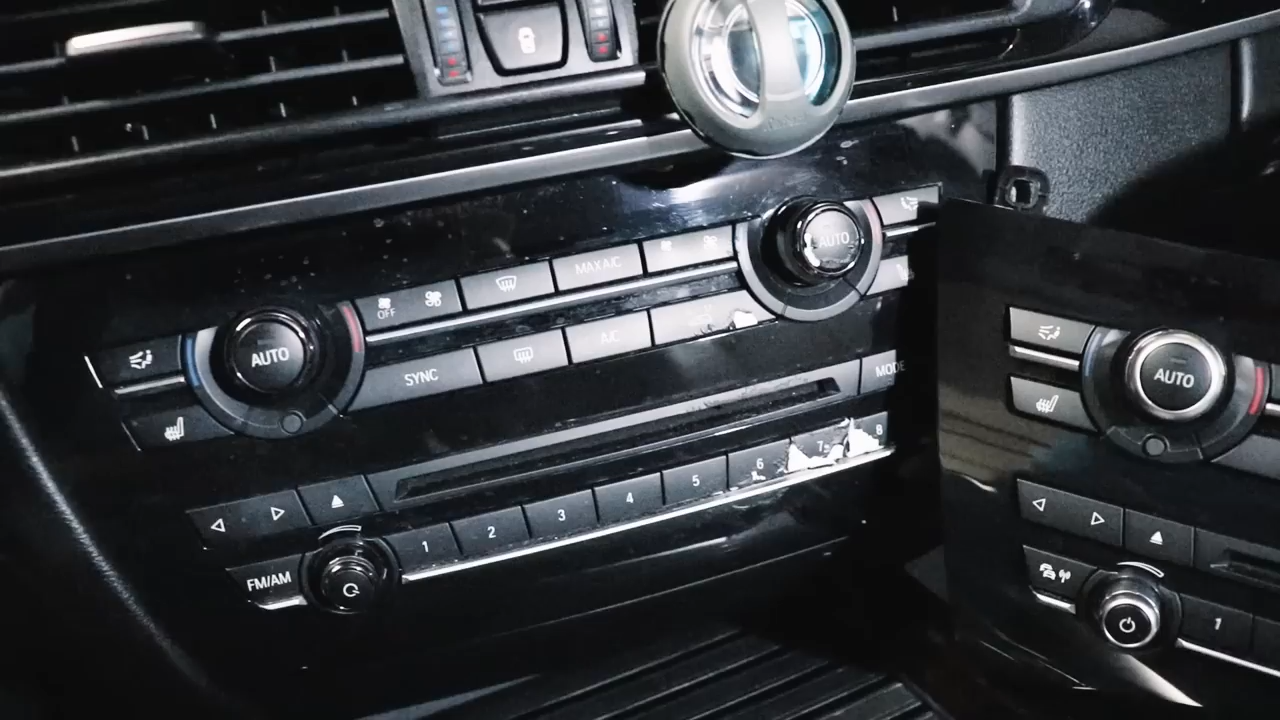 MAX A/C
AUTO
OFF
AUTO
SYNC
A/C
MODE
1 2 3 4 5 6 7 8
FM/AM
AUTO
1